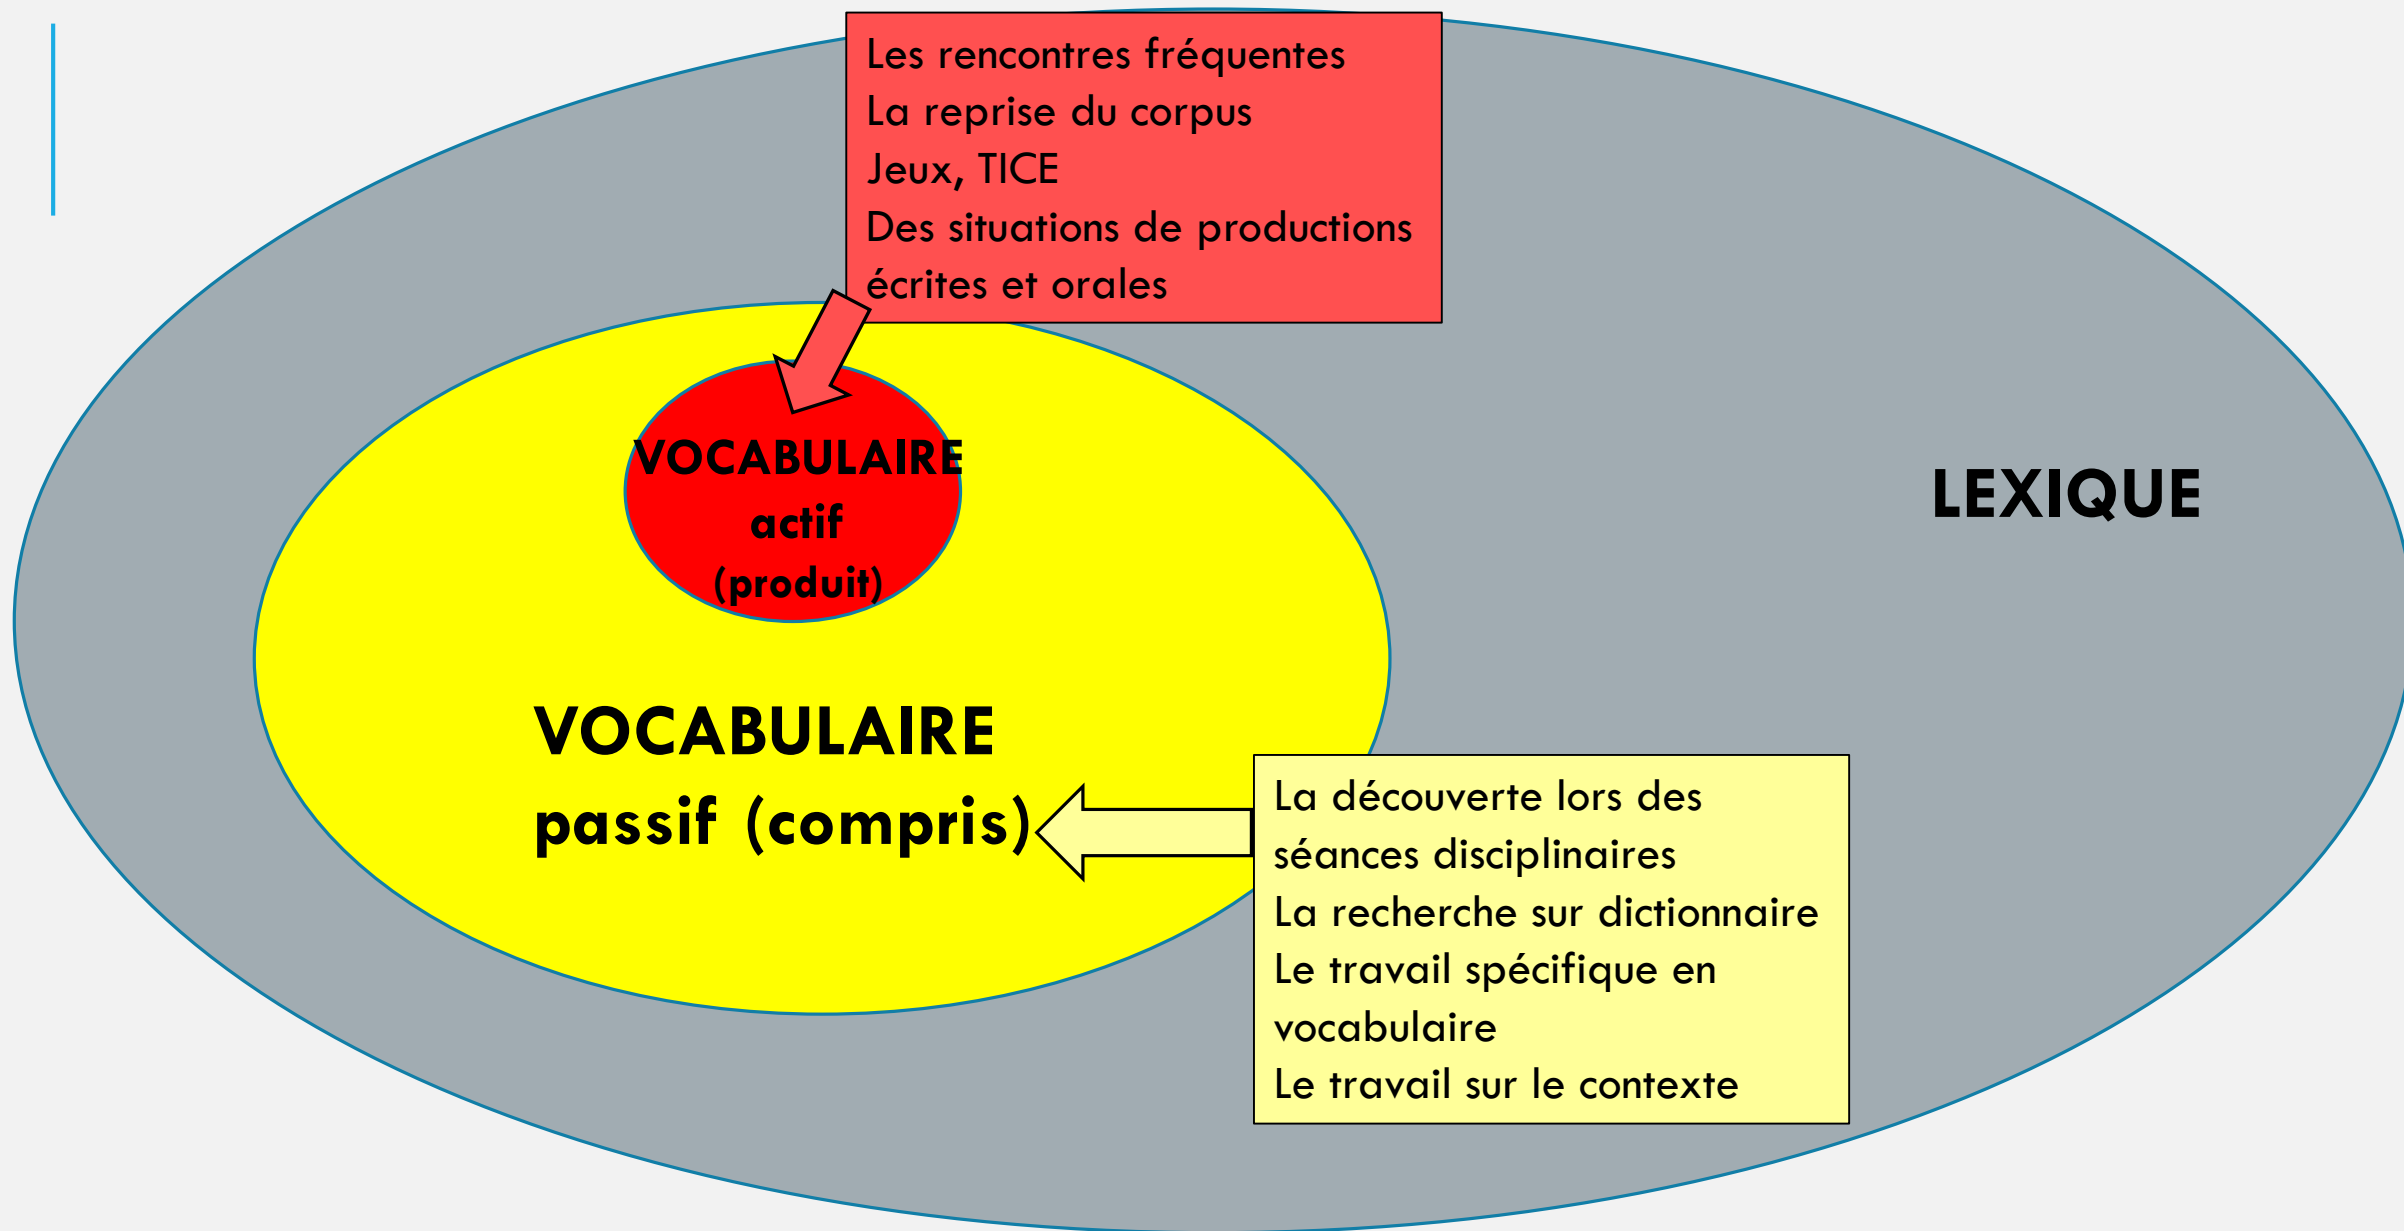 Les rencontres fréquentes
La reprise du corpus
Jeux, TICE
Des situations de productions
écrites et orales
VOCABULAIRE
actif
(produit)
LEXIQUE
VOCABULAIRE
passif (compris)
La découverte lors des
séances disciplinaires
La recherche sur dictionnaire
Le travail spécifique en
vocabulaire
Le travail sur le contexte